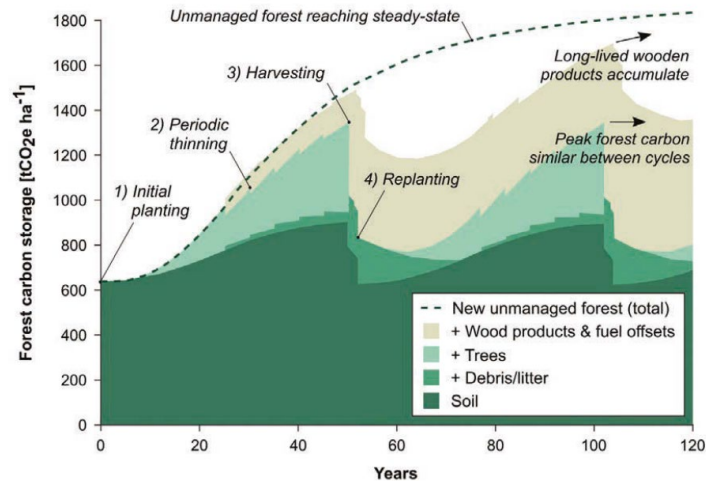 Unmanaged forest reaching steady-state
3) Harvesting
Long-lived wooden
products accumulate
2) Periodic
thinning
Peak forest carbon
similar between cycles
1) Initial
planting
4) Replanting
Forest carbon storage [tCO2e ha-1]
1800
1600
1400
1200
1000
800
600
400
200
0
New unmanaged forest (total)
+ Wood products & fuel offsets
+ Trees
+ Debris/litter
Soil
0 20 40 60 80 100 120
Years